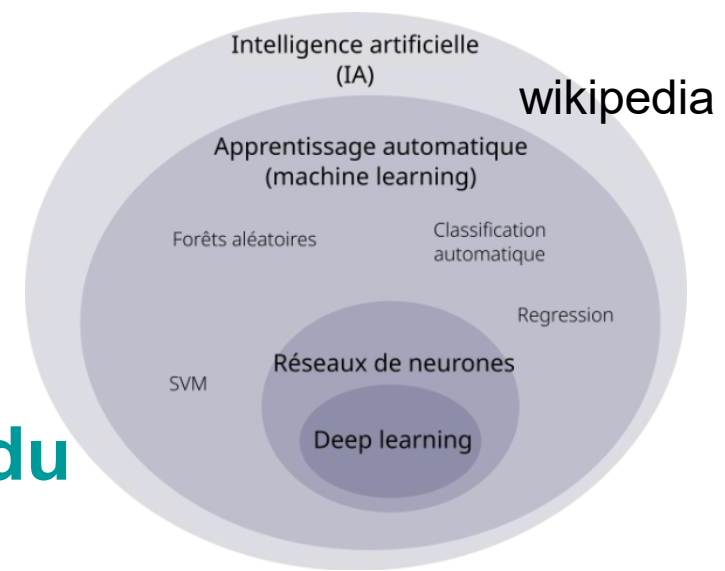 Intelligence artificielle
(IA)
wikipedia
Apprentissage automatique
(machine learning)
Forêts aléatoires
Classification
automatique
Regression
Réseaux de neurones
SVM
Deep learning
du